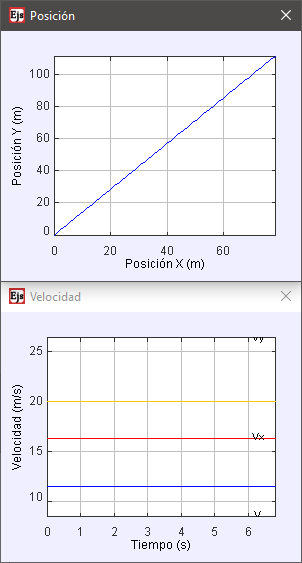 Ejs Posición
100
80
60
40
20
0
Posición Y (m)
0 20 40 60
Posición X (m)
Ejs Velocidad
25
20
15
10
Velocidad (m/s)
Vy
Vx
V
0 1 2 3 4 5 6
Tiempo (s)